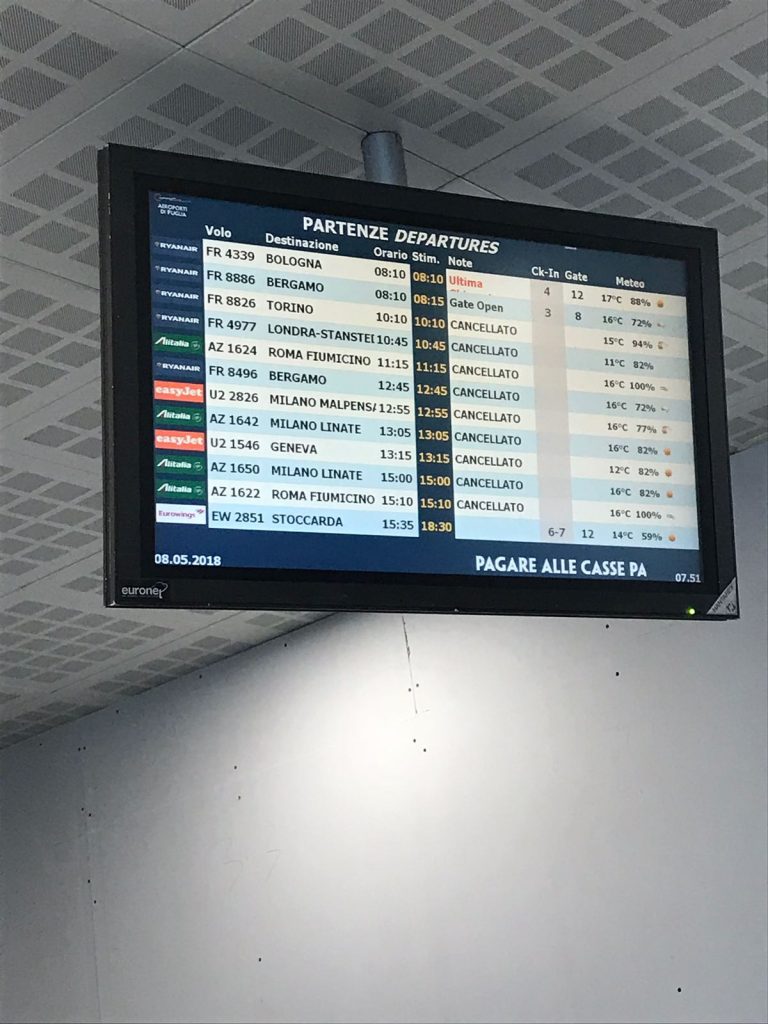 AEROPORTI
DI PUGLIA
PARTENZE DEPARTURES
Volo Destinazione Orario Stim. Note Ck-In Gate Meteo
RYANAIR FR 4339 BOLOGNA 08:10 08:10 Ultima 4 12 17°C 88%
RYANAIR FR 8886 BERGAMO 08:10 08:15 Gate Open 3 8 16°C 72%
RYANAIR FR 8826 TORINO 10:10 10:10 CANCELLATO 15°C 94%
RYANAIR FR 4977 LONDRA-STANSTE 10:45 10:45 CANCELLATO 11°C 82%
Alitalia AZ 1624 ROMA FIUMICINO 11:15 11:15 CANCELLATO 16°C 100%
RYANAIR FR 8496 BERGAMO 12:45 12:45 CANCELLATO 16°C 72%
easyJet U2 2826 MILANO MALPENS 12:55 12:55 CANCELLATO 16°C 77%
Alitalia AZ 1642 MILANO LINATE 13:05 13:05 CANCELLATO 16°C 82%
easyJet U2 1546 GENEVA 13:15 13:15 CANCELLATO 12°C 82%
Alitalia AZ 1650 MILANO LINATE 15:00 15:00 CANCELLATO 16°C 82%
Alitalia AZ 1622 ROMA FIUMICINO 15:10 15:10 CANCELLATO 16°C 100%
Eurowings EW 2851 STOCCARDA 15:35 18:30 6-7 12 14°C 59%
08.05.2018 PAGARE ALLE CASSE PA 07.51
euronet